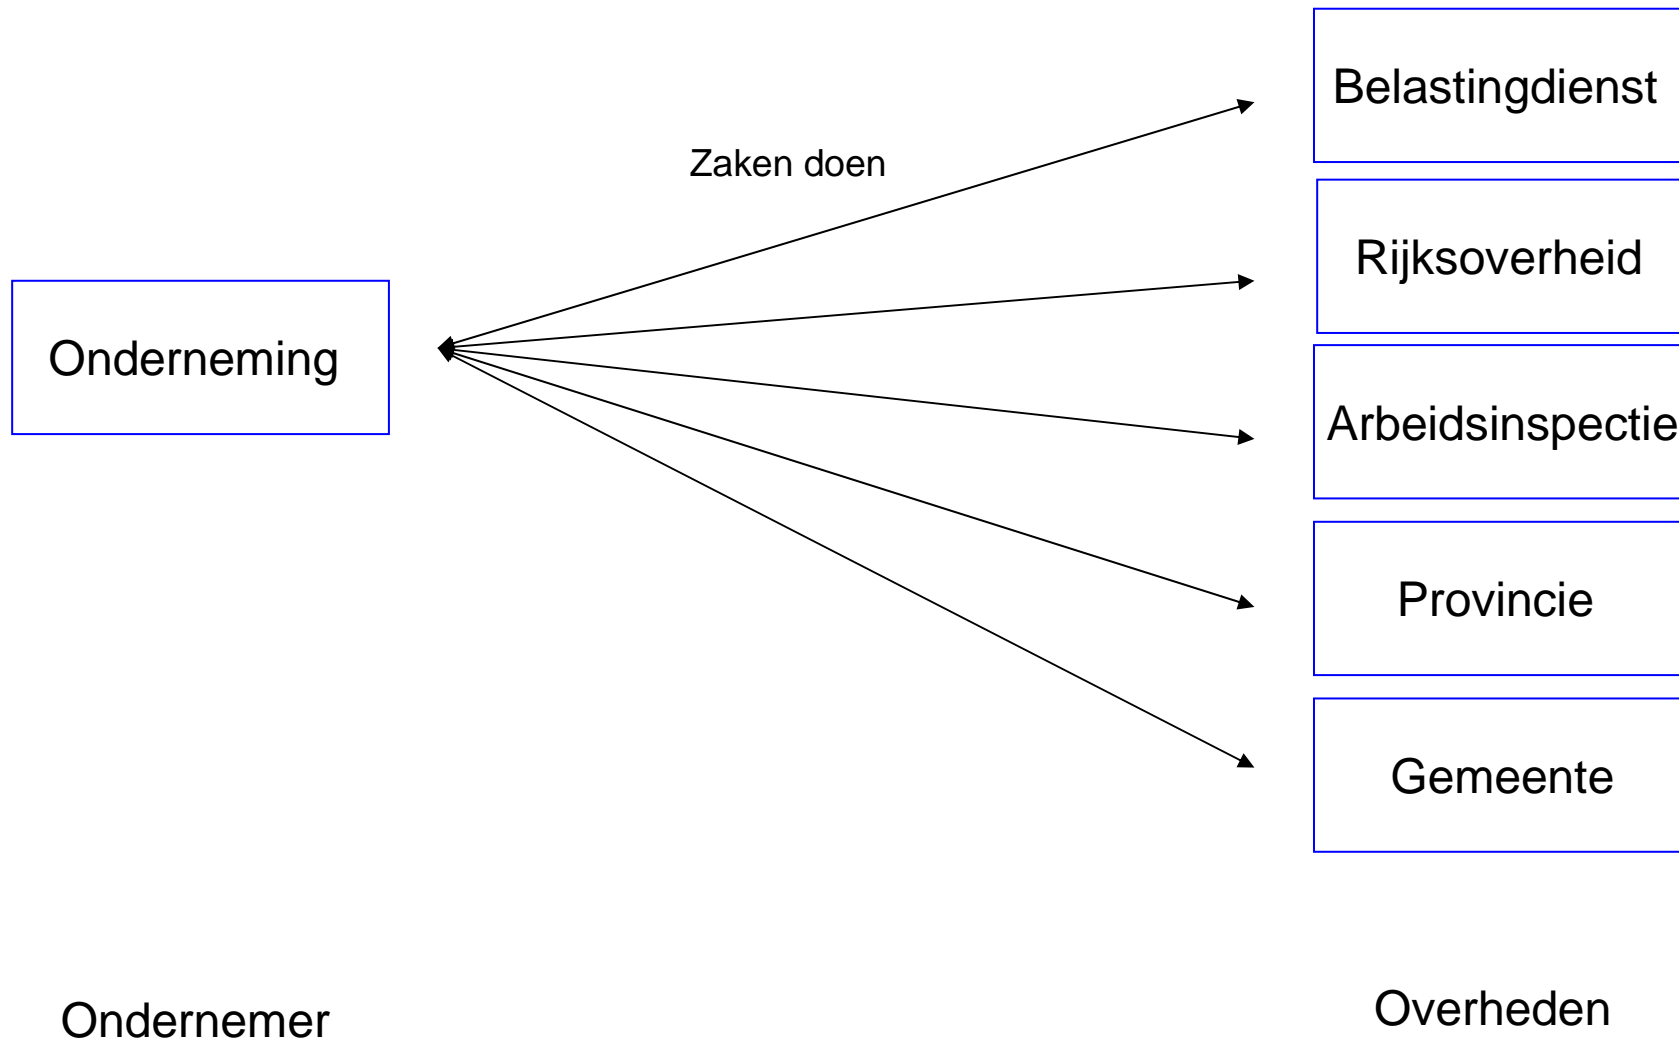 Belastingdienst
Zaken doen
Rijksoverheid
Onderneming
Arbeidsinspectie
Provincie
Gemeente
Ondernemer
Overheden